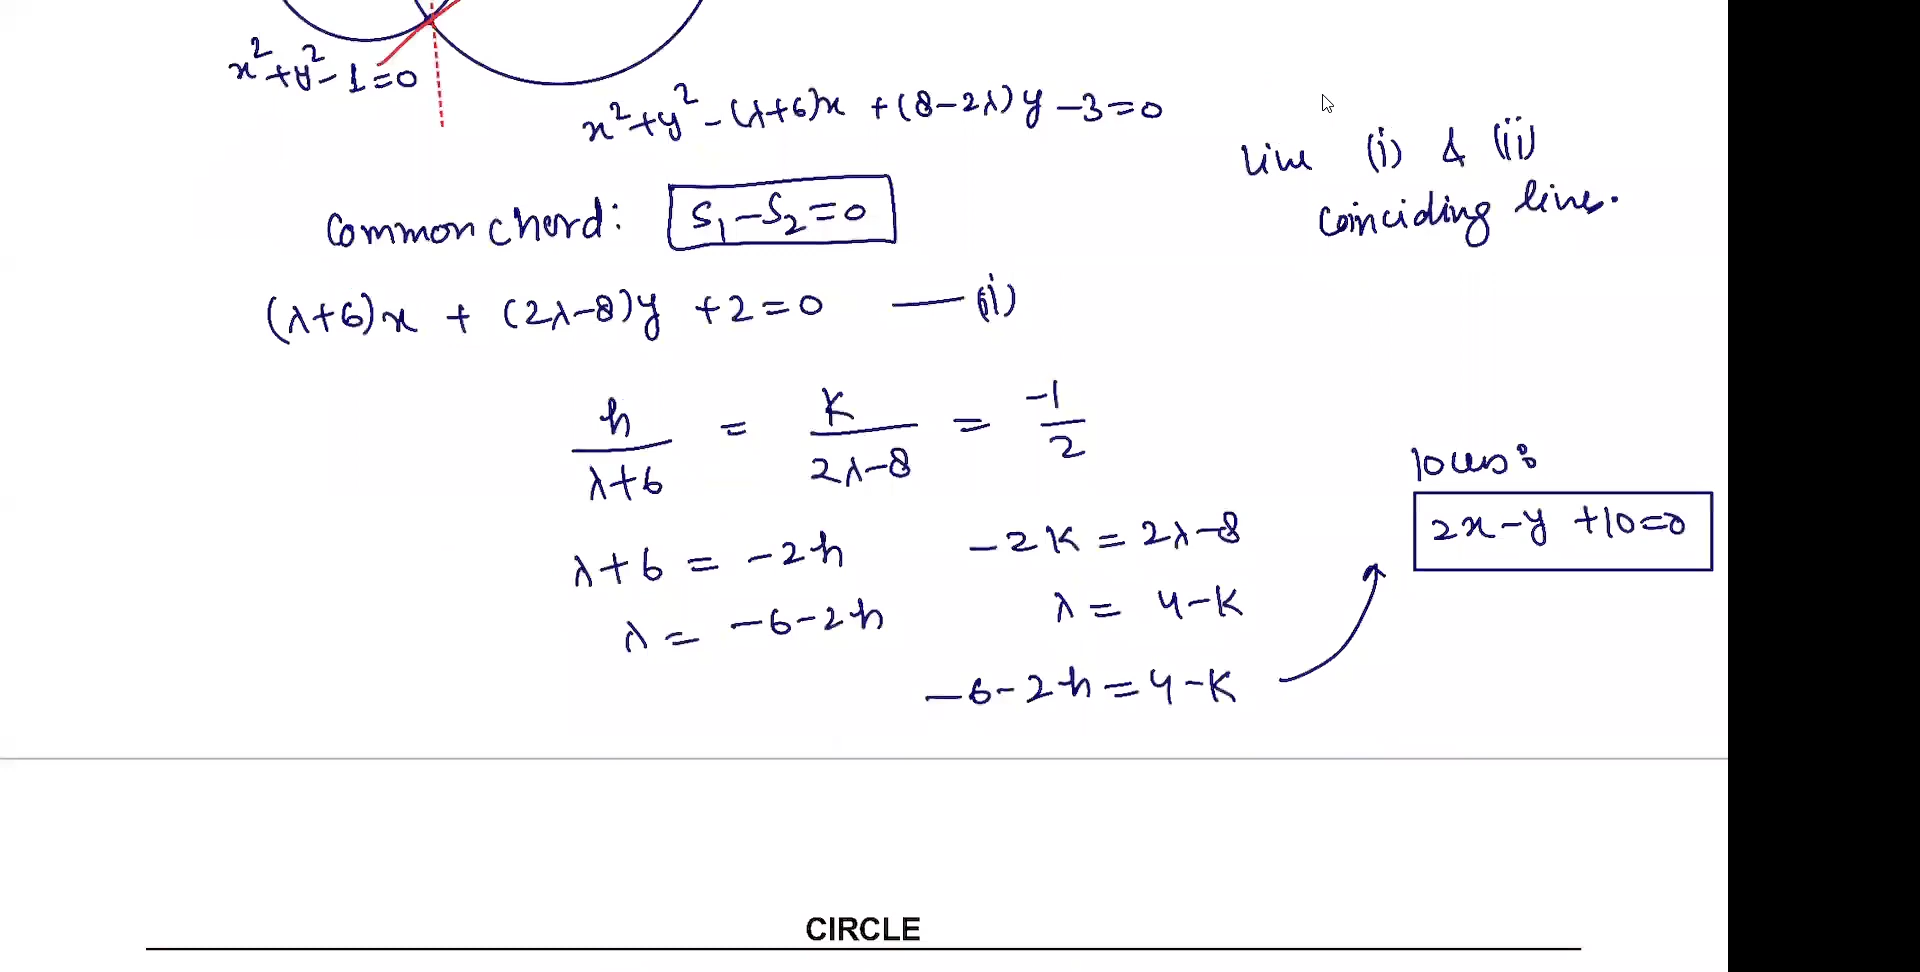 x²+y²-1=0
x²+y²-(λ+6)x+(8-2λ)y-3=0
Line (i) & (ii)
coinciding lines.
Common chord: S₁-S₂=0
(λ+6)x + (2λ-8)y +2=0 —(i)
h/(λ+6) = K/(2λ-8) = -1/2
locus:
2x-y+10=0
λ+6 = -2h
-2K = 2λ-8
λ = -6-2h
λ = 4-K
-6-2h=4-K
CIRCLE